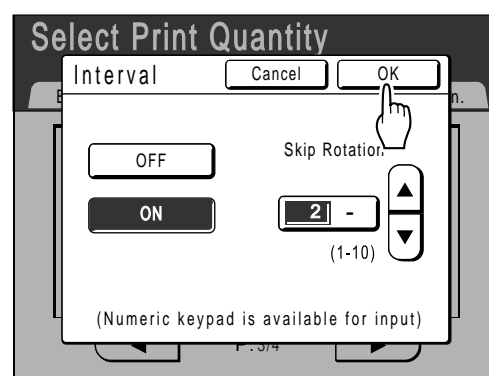 Select Print Quantity
Interval Cancel OK
OFF Skip Rotation
ON 2 -
(1-10)
(Numeric keypad is available for input)
P. 3/4